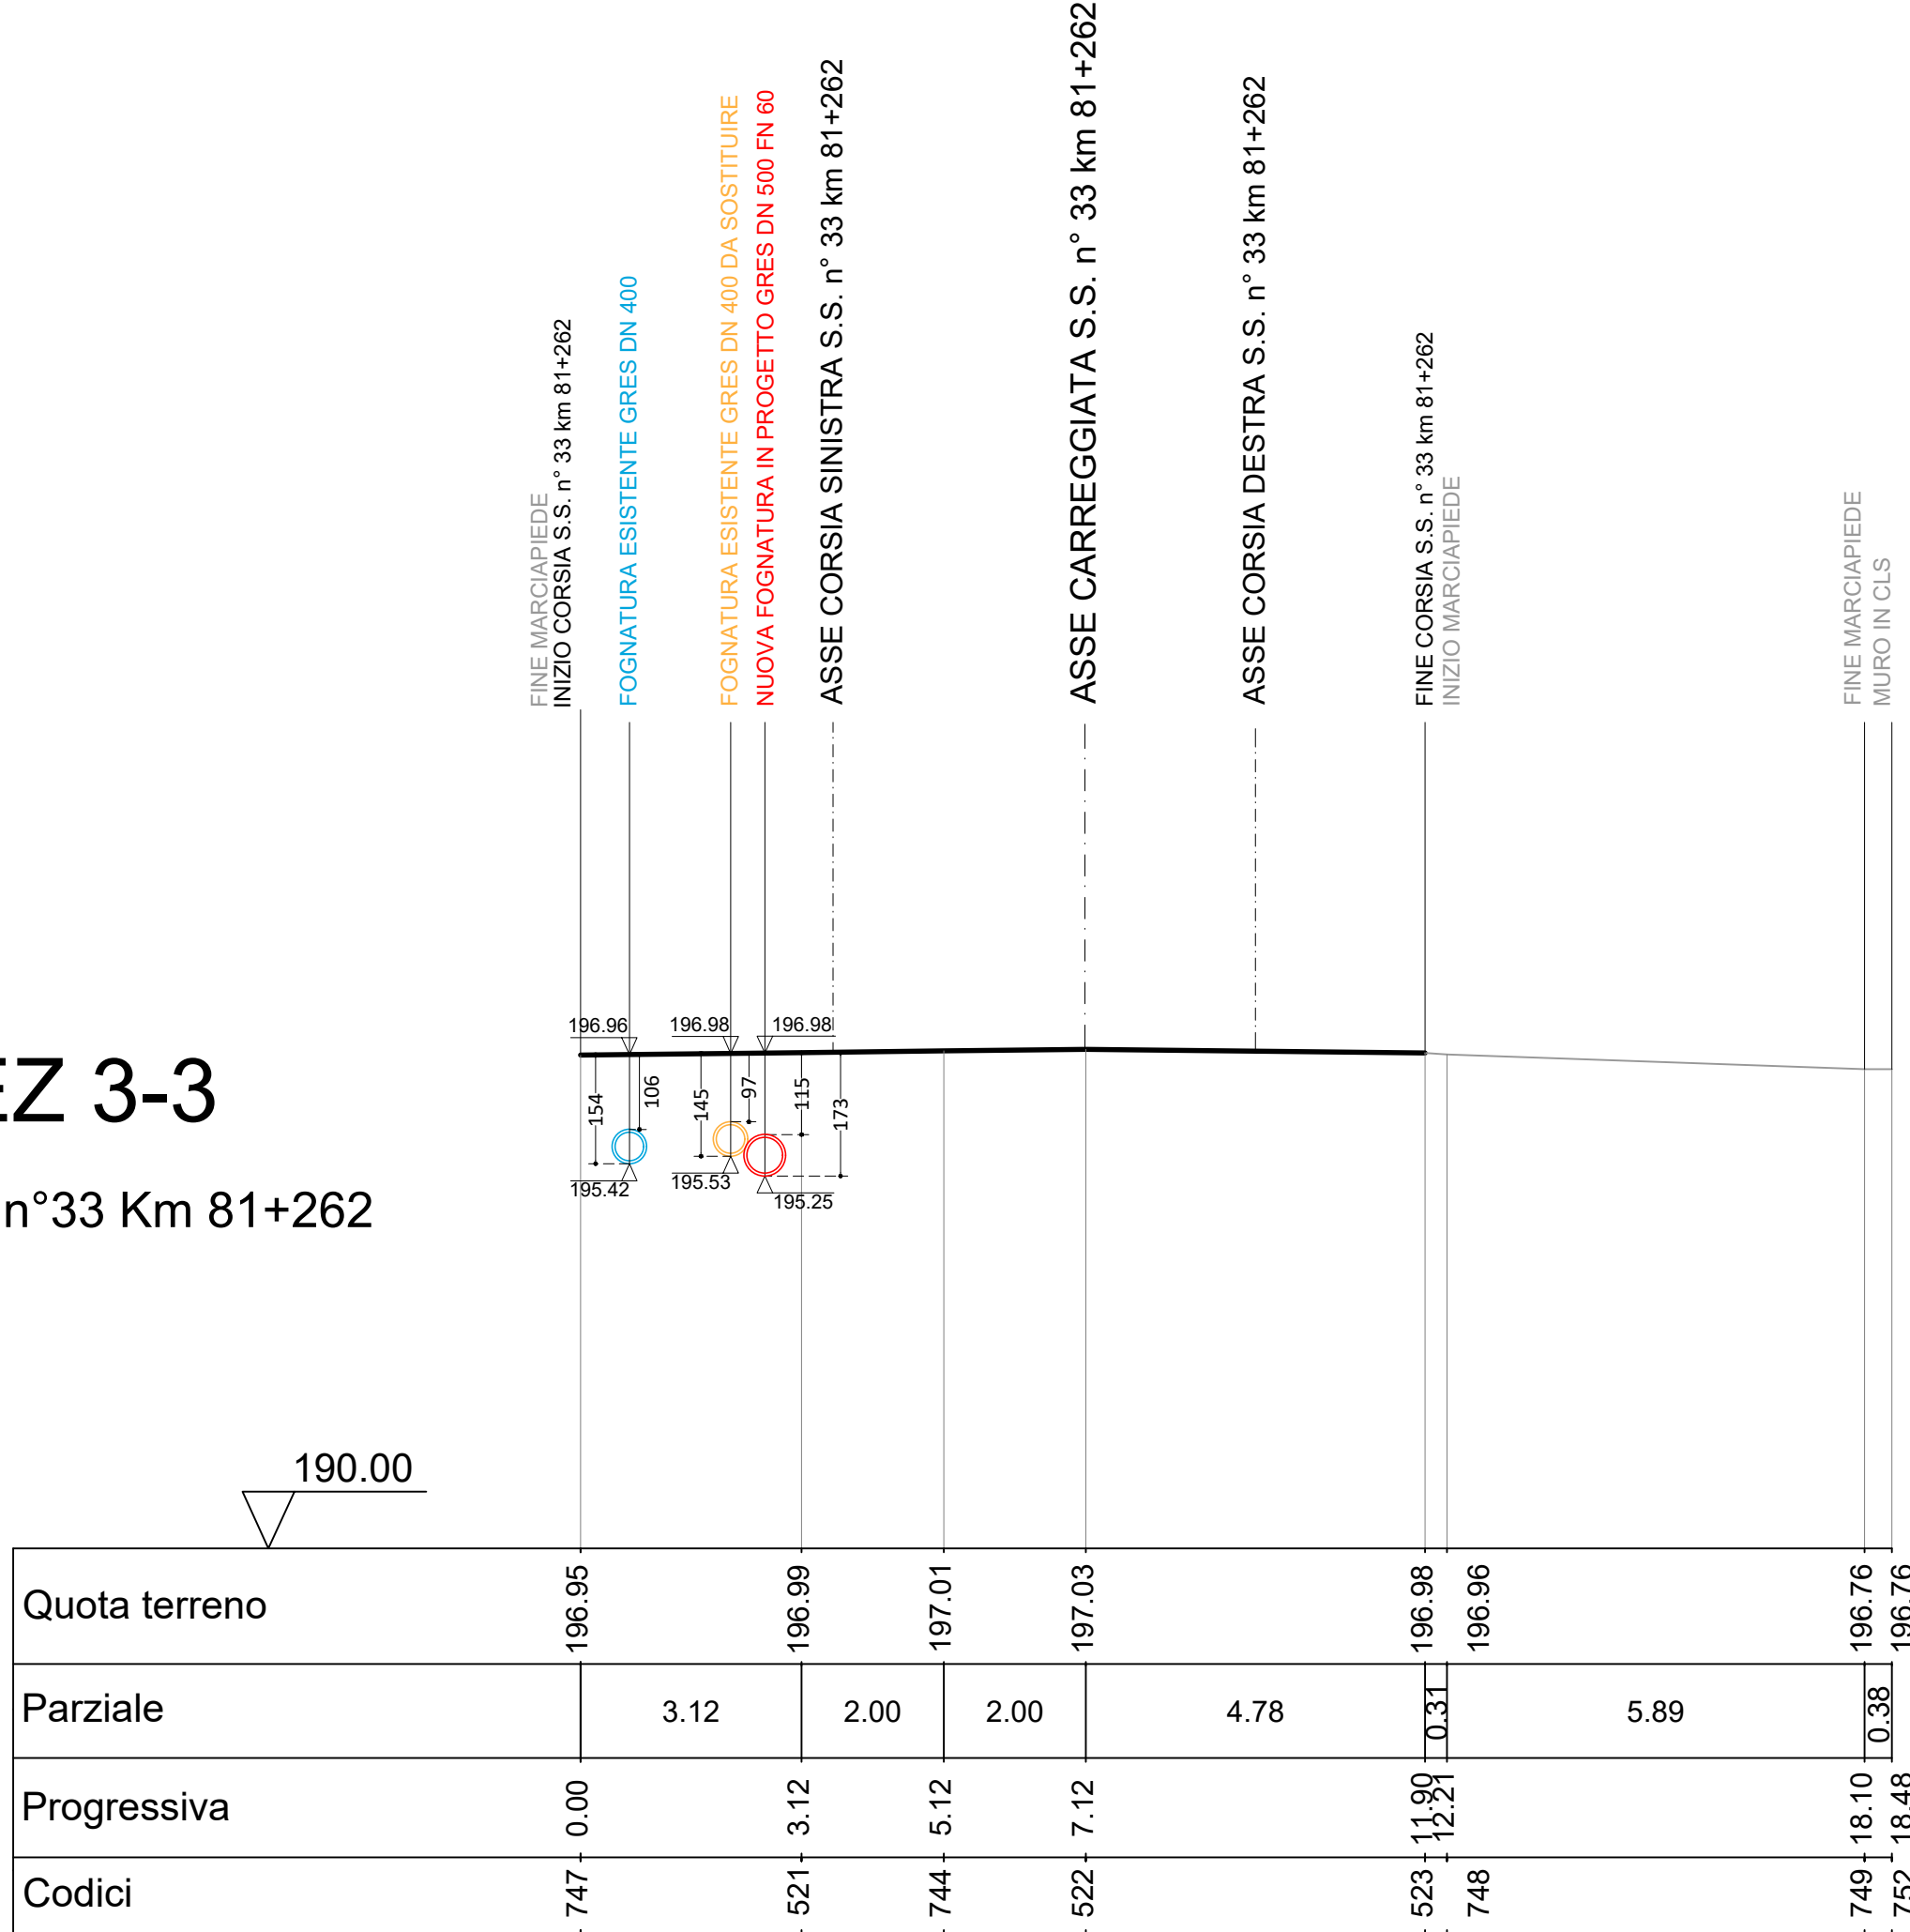 FINE MARCIAPIEDE
INIZIO CORSIA S.S. n° 33 km 81+262
FOGNATURA ESISTENTE GRES DN 400
FOGNATURA ESISTENTE GRES DN 400 DA SOSTITUIRE
NUOVA FOGNATURA IN PROGETTO GRES DN 500 FN 60
ASSE CORSIA SINISTRA S.S. n° 33 km 81+262
ASSE CARREGGIATA S.S. n° 33 km 81+262
ASSE CORSIA DESTRA S.S. n° 33 km 81+262
FINE CORSIA S.S. n° 33 km 81+262
INIZIO MARCIAPIEDE
FINE MARCIAPIEDE
MURO IN CLS
196.96 196.98 196.98
154 106 145 97 115 173
195.42 195.53 195.25
EZ 3-3
n°33 Km 81+262
190.00
Quota terreno 196.95 196.99 197.01 197.03 196.98 196.96 196.76 196.76
Parziale 3.12 2.00 2.00 4.78 0.31 5.89 0.38
Progressiva 0.00 3.12 5.12 7.12 11.90 12.21 18.10 18.48
Codici 747 521 744 522 523 748 749 752